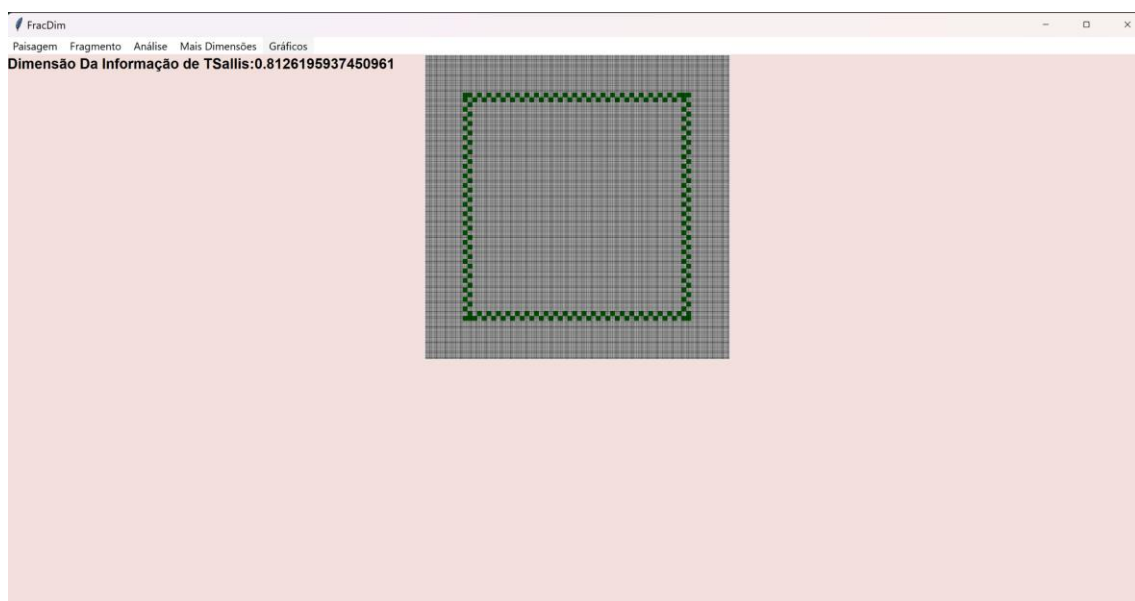 FracDim
Paisagem Fragmento Análise Mais Dimensões Gráficos
Dimensão Da Informação de TSallis:0.8126195937450961